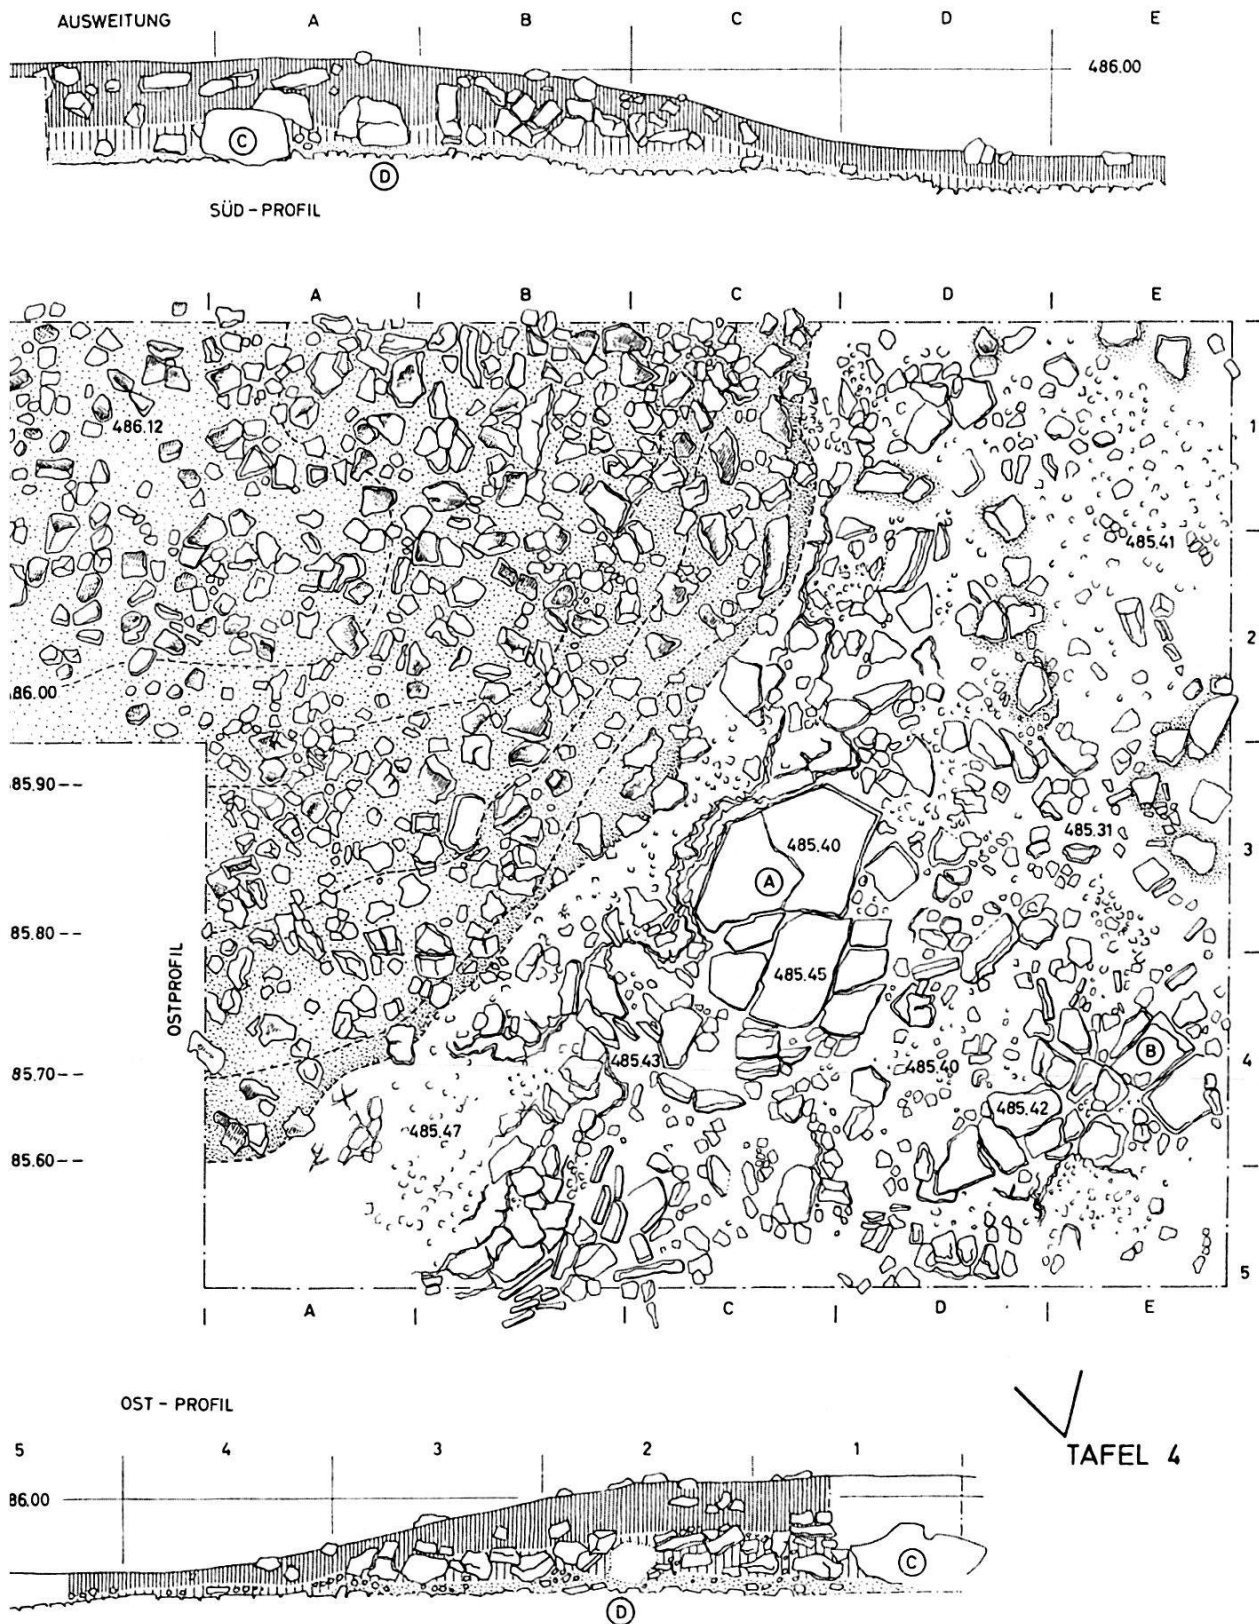 AUSWEITUNG A B C D E
486.00
C
D
SÜD - PROFIL
A B C D E
486.12
1
485.41
2
86.00
85.90
485.40
485.31
3
A
85.80
485.45
OSTPROFIL
B
485.43
485.40
4
85.70
485.42
485.47
85.60
5
A C D E
OST - PROFIL
5 4 3 2 1
TAFEL 4
86.00
C
D